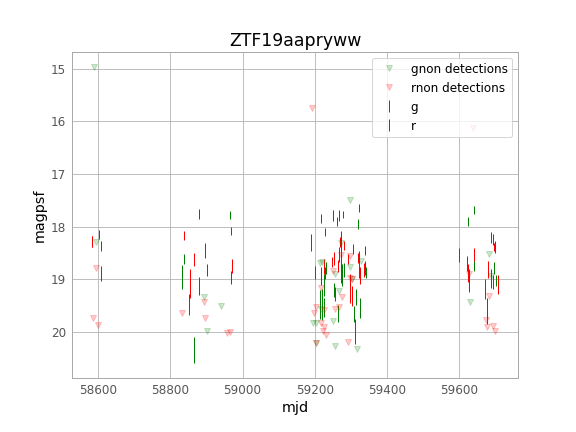 ZTF19aapryww
gnon detections
rnon detections
g
r
15
16
17
18
19
20
magpsf
58600
58800
59000
59200
59400
59600
mjd